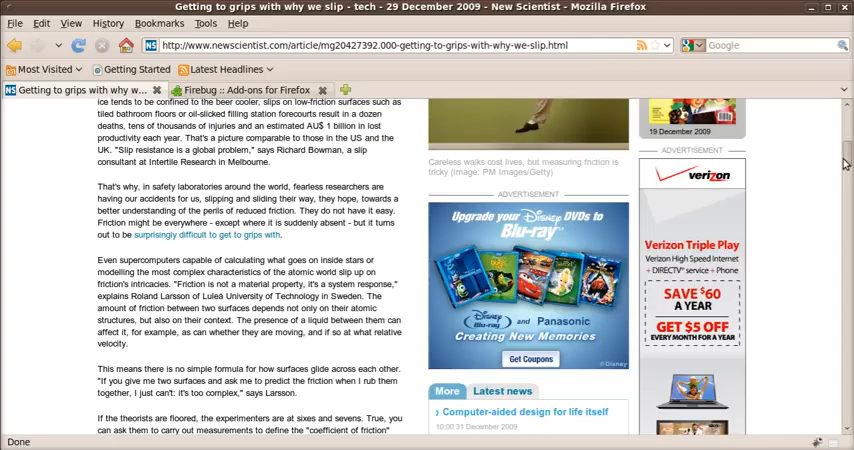 Getting to grips with why we slip - tech - 29 December 2009 - New Scientist - Mozilla Firefox
File Edit View History Bookmarks Tools Help
NS http://www.newscientist.com/article/mg20427392.000-getting-to-grips-with-why-we-slip.html
Google
Most Visited Getting Started Latest Headlines
NS Getting to grips with why w...
Firebug :: Add-ons for Firefox
ice tends to be confined to the beer cooler, slips on low-friction surfaces such as
tiled bathroom floors or oil-slicked filling station forecourts result in a dozen
deaths, tens of thousands of injuries and an estimated AU$ 1 billion in lost
productivity each year. That's a picture comparable to those in the US and the
UK. "Slip resistance is a global problem," says Richard Bowman, a slip
consultant at Intertile Research in Melbourne.
That's why, in safety laboratories around the world, fearless researchers are
having our accidents for us, slipping and sliding their way, they hope, towards a
better understanding of the perils of reduced friction. They do not have it easy.
Friction might be everywhere - except where it is suddenly absent - but it turns
out to be surprisingly difficult to get to grips with.
Even supercomputers capable of calculating what goes on inside stars or
modelling the most complex characteristics of the atomic world slip up on
friction's intricacies. "Friction is not a material property, it's a system response,"
explains Roland Larsson of Luleå University of Technology in Sweden. The
amount of friction between two surfaces depends not only on their atomic
structures, but also on their context. The presence of a liquid between them can
affect it, for example, as can whether they are moving, and if so at what relative
velocity.
This means there is no simple formula for how surfaces glide across each other.
"If you give me two surfaces and ask me to predict the friction when I rub them
together, I just can't: it's too complex," says Larsson.
If the theorists are floored, the experimenters are at sixes and sevens. True, you
can ask them to carry out measurements to define the "coefficient of friction"
Careless walks cost lives, but measuring friction is
tricky (Image: PM Images/Getty)
ADVERTISEMENT
Upgrade your Disney DVDs to
Blu-ray
Disney
Blu-ray
and Panasonic
Creating New Memories
Get Coupons
©Disney
More Latest news
Computer-aided design for life itself
10:00 31 December 2009
19 December 2009
ADVERTISEMENT
verizon
Verizon Triple Play
Verizon High Speed Internet
+ DIRECTV service + Phone
SAVE $60
A YEAR
GET $5 OFF
EVERY MONTH FOR A YEAR
Done